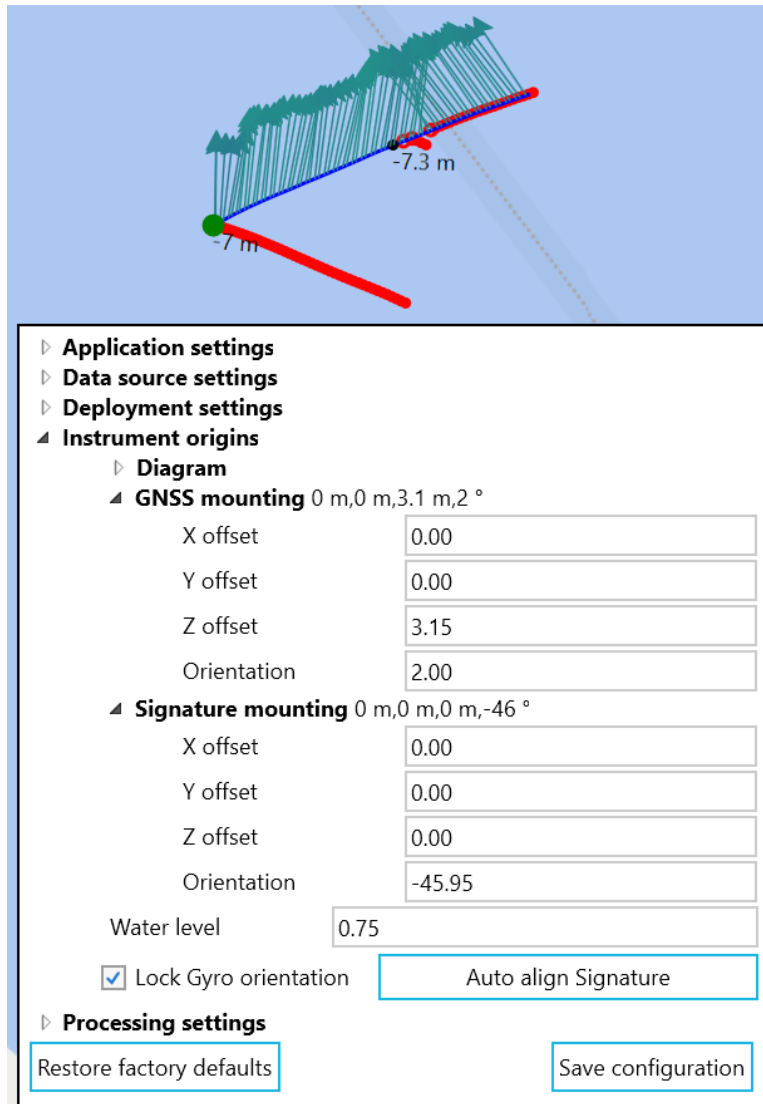 -7.3 m
-7 m
Application settings
Data source settings
Deployment settings
Instrument origins
Diagram
GNSS mounting 0 m,0 m,3.1 m,2 °
X offset 0.00
Y offset 0.00
Z offset 3.15
Orientation 2.00
Signature mounting 0 m,0 m,0 m,-46 °
X offset 0.00
Y offset 0.00
Z offset 0.00
Orientation -45.95
Water level 0.75
Lock Gyro orientation Auto align Signature
Processing settings
Restore factory defaults Save configuration